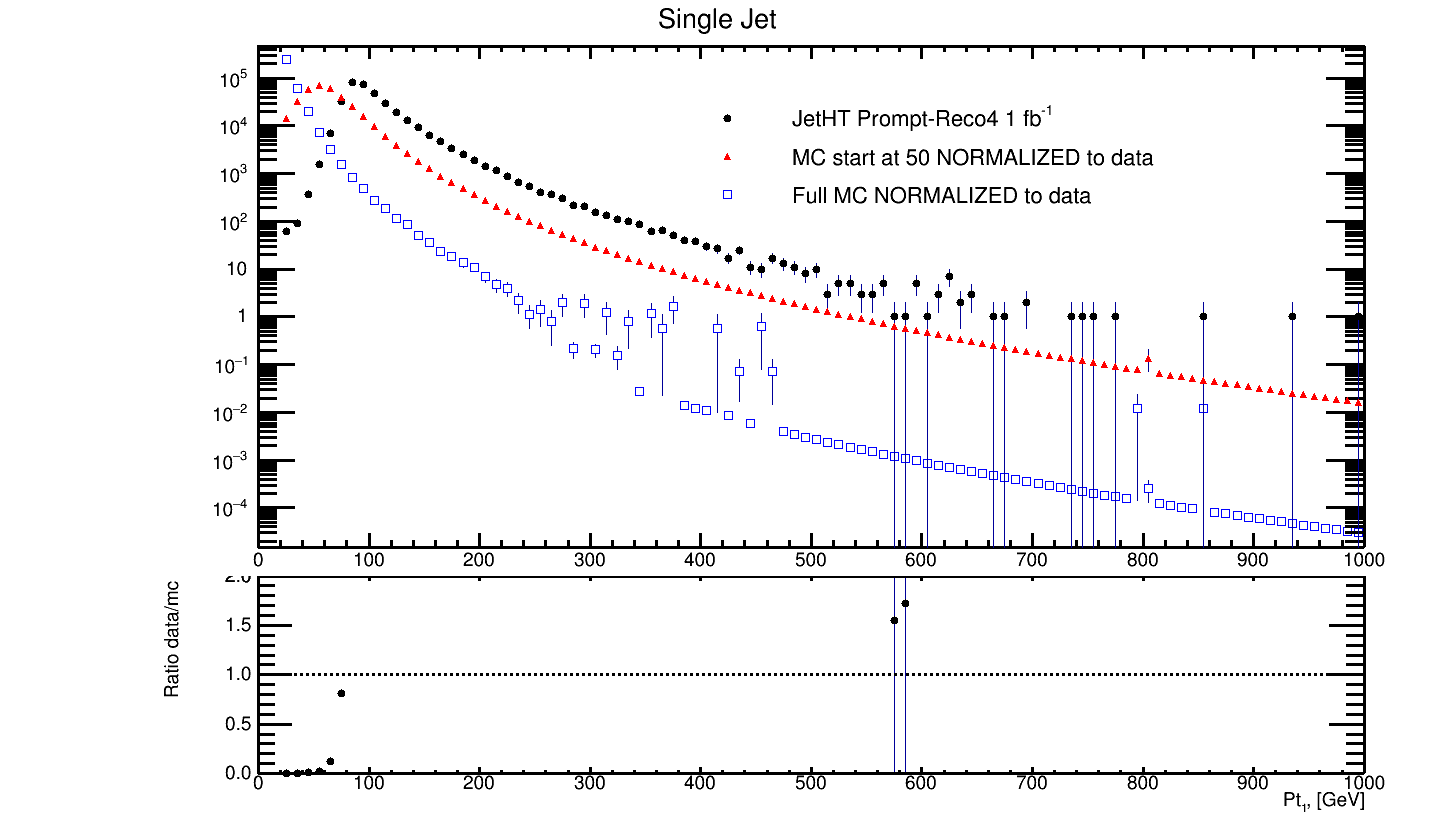 Single Jet
10^5
10^4
10^3
10^2
10
1
10^−1
10^−2
10^−3
10^−4
JetHT Prompt-Reco4 1 fb^-1
MC start at 50 NORMALIZED to data
Full MC NORMALIZED to data
0 100 200 300 400 500 600 700 800 900 1000
Ratio data/mc
2.0
1.5
1.0
0.5
0.0
0 100 200 300 400 500 600 700 800 900 1000
Pt_1, [GeV]